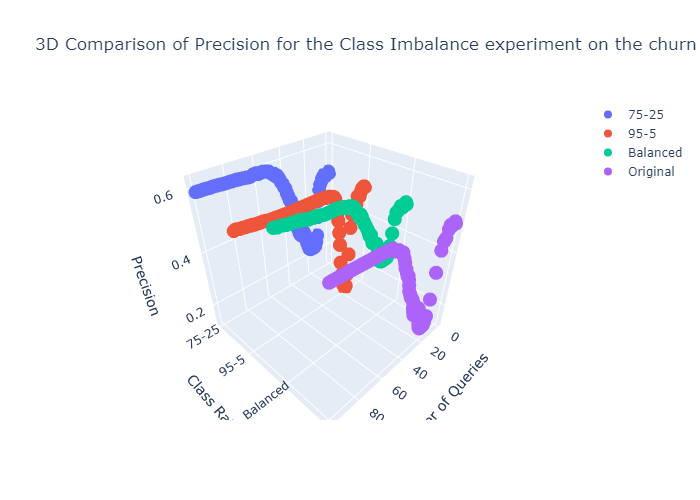 3D Comparison of Precision for the Class Imbalance experiment on the churn
75-25
95-5
Balanced
Original
0.6
0.4
0.2
Precision
75-25
95-5
Balanced
Class Ra
0
20
40
60
80
er of Queries